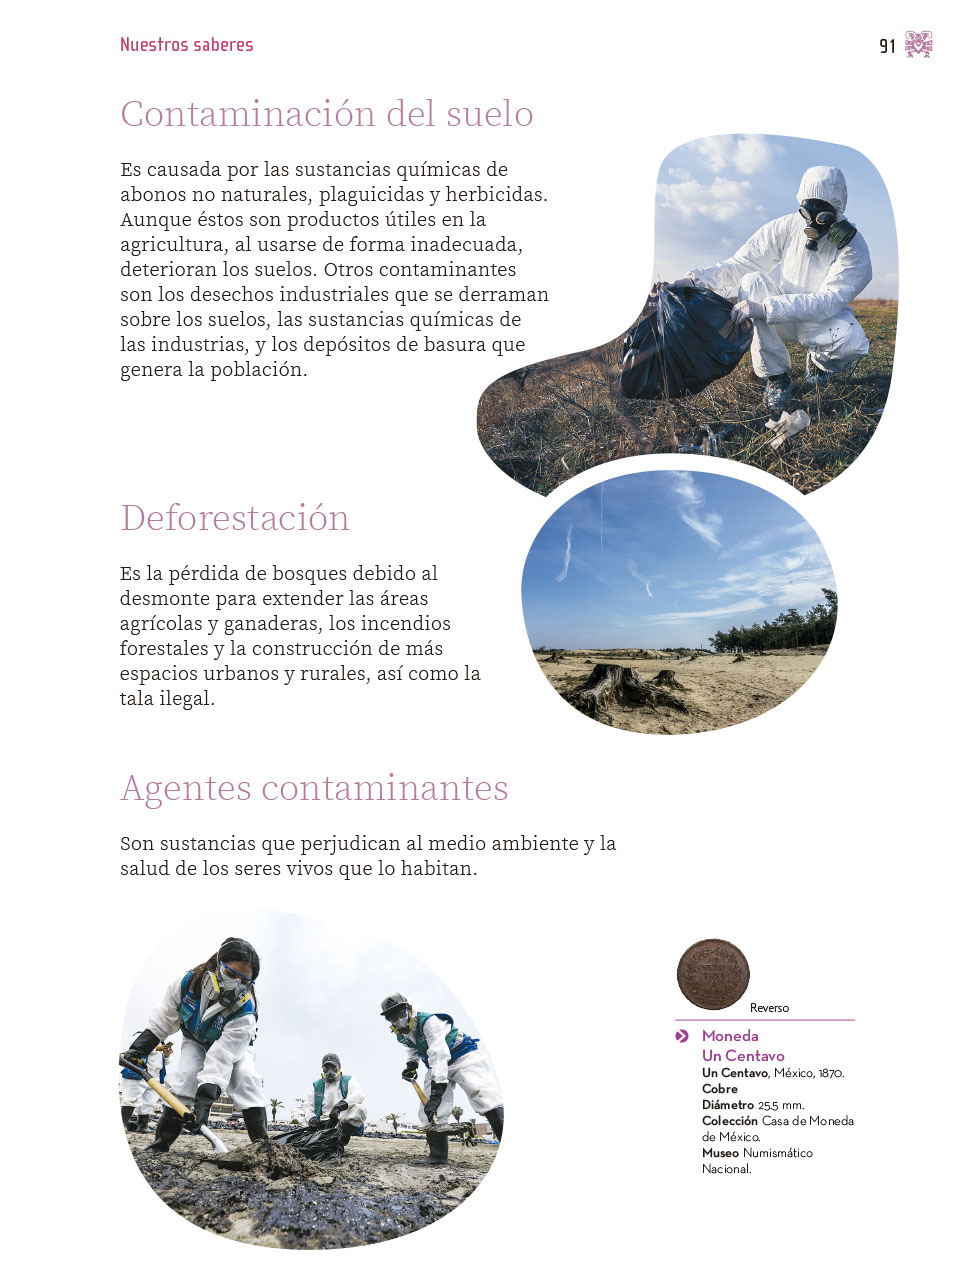 Nuestros saberes
91
Contaminación del suelo
Es causada por las sustancias químicas de
abonos no naturales, plaguicidas y herbicidas.
Aunque éstos son productos útiles en la
agricultura, al usarse de forma inadecuada,
deterioran los suelos. Otros contaminantes
son los desechos industriales que se derraman
sobre los suelos, las sustancias químicas de
las industrias, y los depósitos de basura que
genera la población.
Deforestación
Es la pérdida de bosques debido al
desmonte para extender las áreas
agrícolas y ganaderas, los incendios
forestales y la construcción de más
espacios urbanos y rurales, así como la
tala ilegal.
Agentes contaminantes
Son sustancias que perjudican al medio ambiente y la
salud de los seres vivos que lo habitan.
Reverso
Moneda
Un Centavo
Un Centavo, México, 1870.
Cobre
Diámetro 25.5 mm.
Colección Casa de Moneda
de México.
Museo Numismático
Nacional.